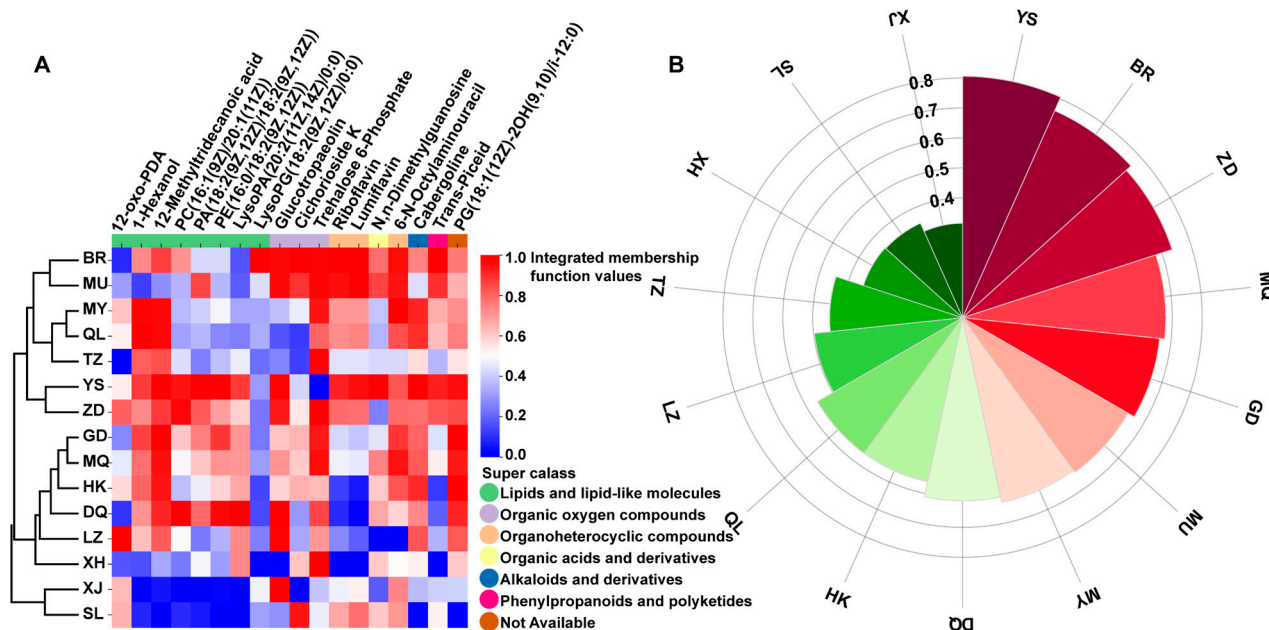 A
12-oxo-PDA
1-Hexanol
12-Methyltridecanoic acid
PC(16:1(9Z)/20:1(11Z))
PA(18:2(9Z,12Z)/18:2(9Z,12Z))
PE(16:0/18:2(9Z,12Z))
LysoPA(20:2(11Z,14Z)/0:0)
LysoPG(18:2(9Z,12Z)/0:0)
Glucotropaeolin
Cichorioside K
Trehalose 6-Phosphate
Riboflavin
Lumiflavin
N,n-Dimethylguanosine
6-N-Octylaminouracil
Cabergoline
Trans-Piceid
PG(18:1(12Z)-2OH(9,10)/i-12:0)
BR
MU
MY
QL
TZ
YS
ZD
GD
MQ
HK
DQ
LZ
XH
XJ
SL
1.0
0.8
0.6
0.4
0.2
0.0
Integrated membership
function values
Super calass
Lipids and lipid-like molecules
Organic oxygen compounds
Organoheterocyclic compounds
Organic acids and derivatives
Alkaloids and derivatives
Phenylpropanoids and polyketides
Not Available
B
0.8
0.7
0.6
0.5
0.4
YS
BR
ZD
MQ
GD
MU
MY
DQ
HK
QL
LZ
TZ
XH
SL
XJ